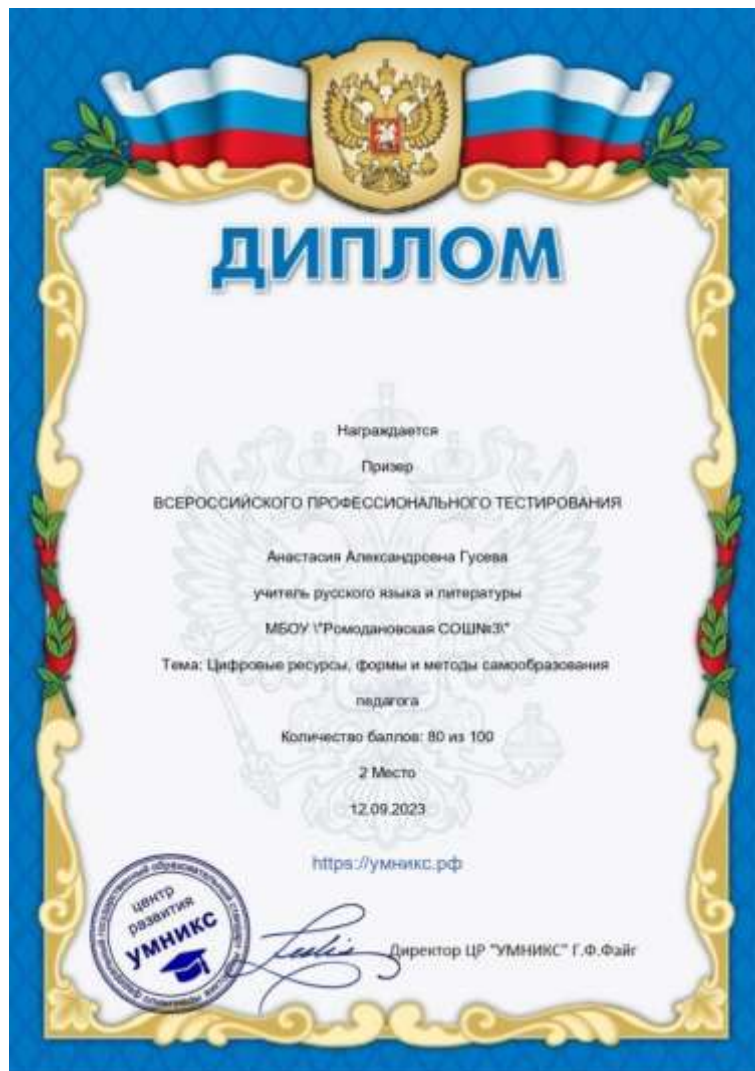 ДИПЛОМ
Награждается
Призер
ВСЕРОССИЙСКОГО ПРОФЕССИОНАЛЬНОГО ТЕСТИРОВАНИЯ
Анастасия Александровна Гусева
учитель русского языка и литературы
МБОУ \"Ромодановская СОШ№3\"
Тема: Цифровые ресурсы, формы и методы самообразования
педагога
Количество баллов: 80 из 100
2 Место
12.09.2023
https://умникс.рф
центр
развития
УМНИКС
Директор ЦР "УМНИКС" Г.Ф.Файг